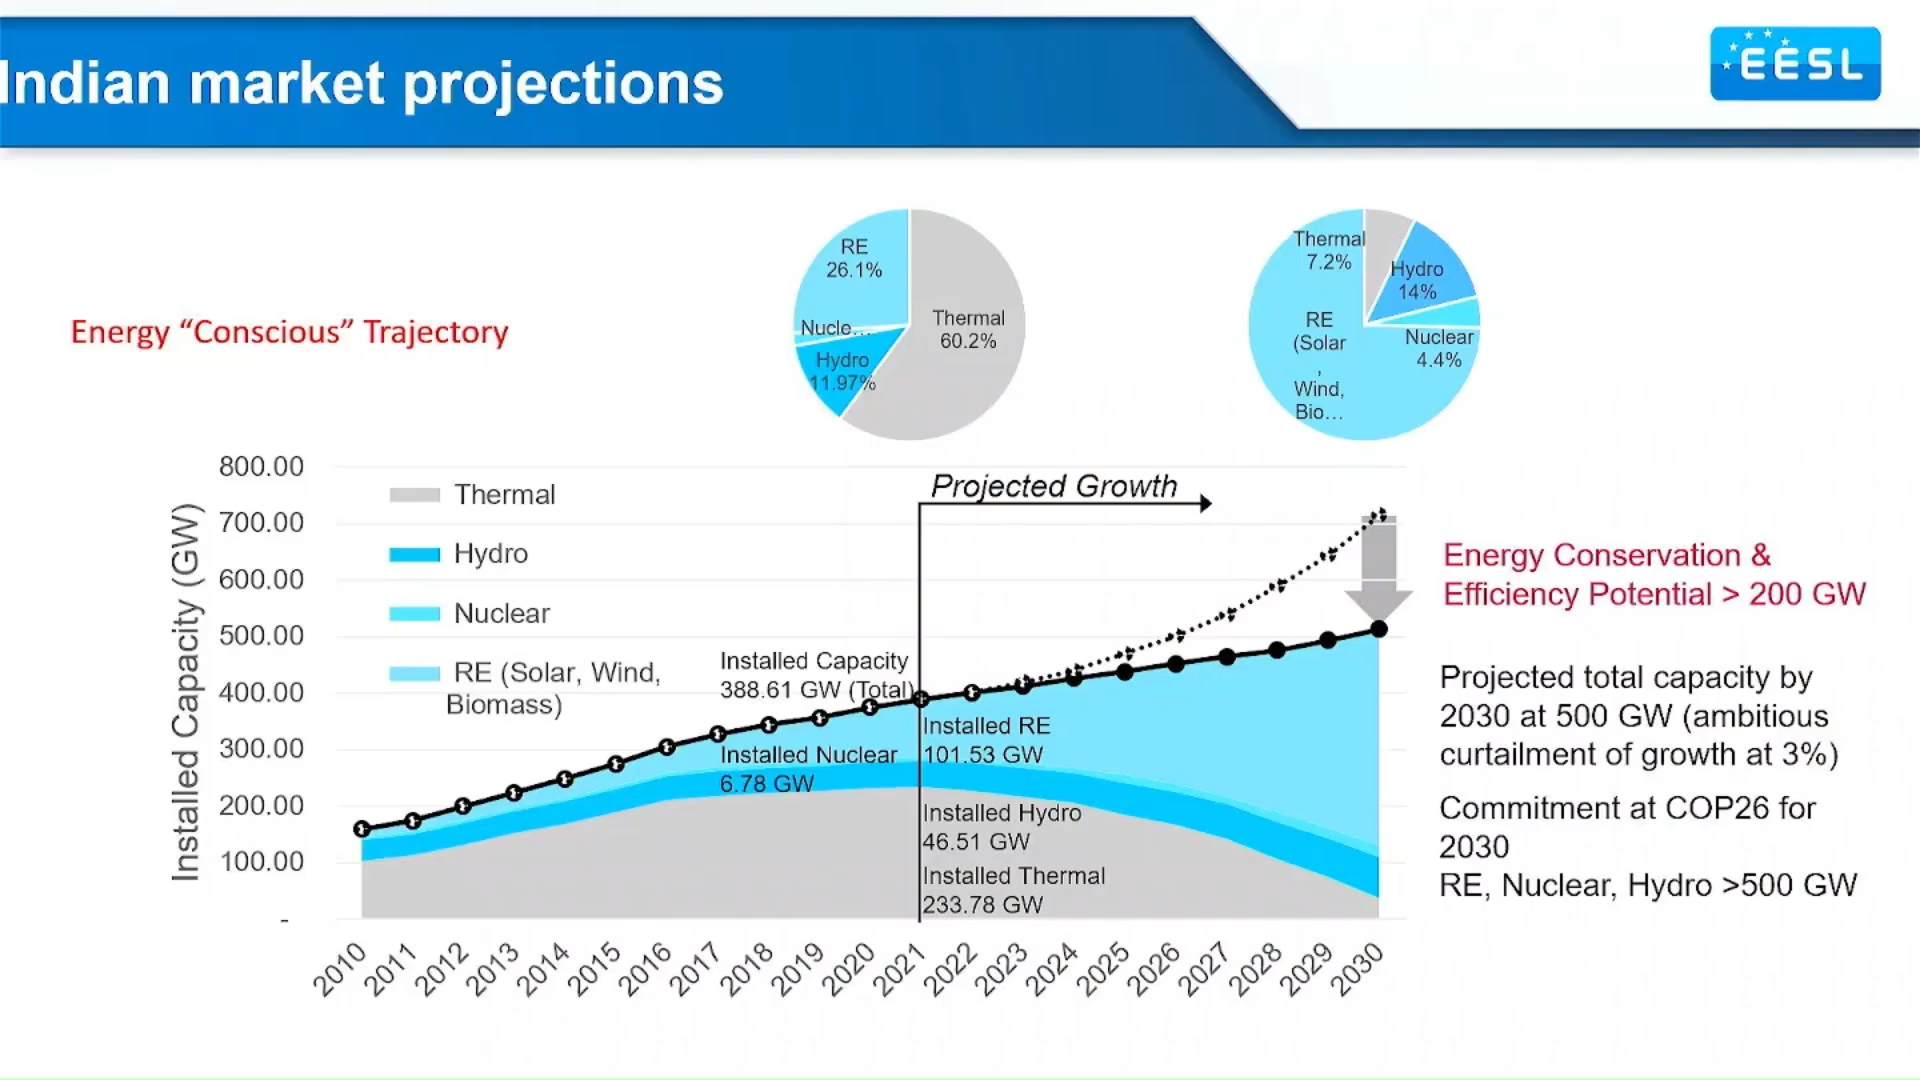 Indian market projections
EESL
Energy “Conscious” Trajectory
RE
26.1%
Nucle…
Hydro
11.97%
Thermal
60.2%
Thermal
7.2%
Hydro
14%
Nuclear
4.4%
RE
(Solar
,
Wind,
Bio…
Installed Capacity (GW)
800.00
700.00
600.00
500.00
400.00
300.00
200.00
100.00
-
Thermal
Hydro
Nuclear
RE (Solar, Wind,
Biomass)
Projected Growth
Installed Capacity
388.61 GW (Total)
Installed Nuclear
6.78 GW
Installed RE
101.53 GW
Installed Hydro
46.51 GW
Installed Thermal
233.78 GW
2010 2011 2012 2013 2014 2015 2016 2017 2018 2019 2020 2021 2022 2023 2024 2025 2026 2027 2028 2029 2030
Energy Conservation &
Efficiency Potential > 200 GW
Projected total capacity by
2030 at 500 GW (ambitious
curtailment of growth at 3%)
Commitment at COP26 for
2030
RE, Nuclear, Hydro >500 GW